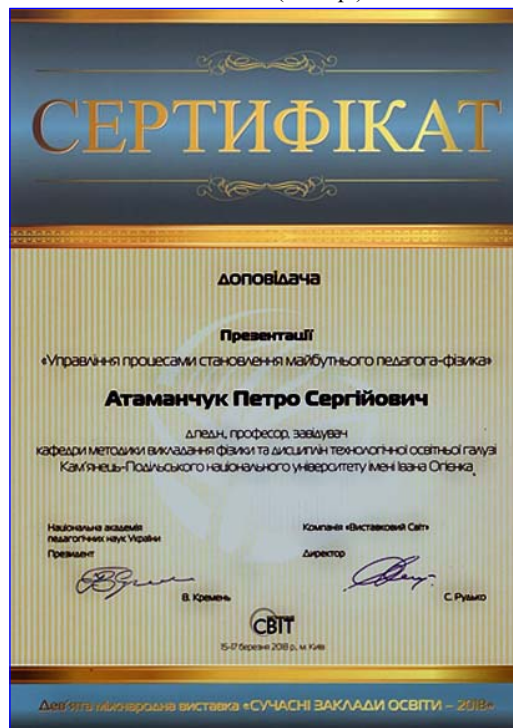 СЕРТИФІКАТ
доповідача
Презентації
«Управління процесами становлення майбутнього педагога-фізика»
Атаманчук Петро Сергійович
д.пед.н., професор, завідувач
кафедри методики викладання фізики та дисциплін технологічної освітньої галузі
Кам'янець-Подільського національного університету імені Івана Огієнка
Національна академія Компанія «Виставковий Світ»
педагогічних наук України
Президент Директор
В. Кремень С. Рудько
СВІТ
15-17 березня 2018 р., м. Київ
Дев'ята міжнародна виставка «СУЧАСНІ ЗАКЛАДИ ОСВІТИ – 2018»